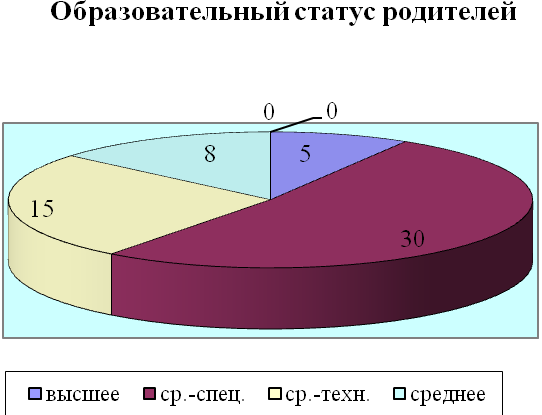 Образовательный статус родителей
0 0
8 5
15
30
высшее ср.-спец. ср.-техн. среднее